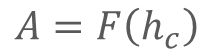 A = F(h_c)